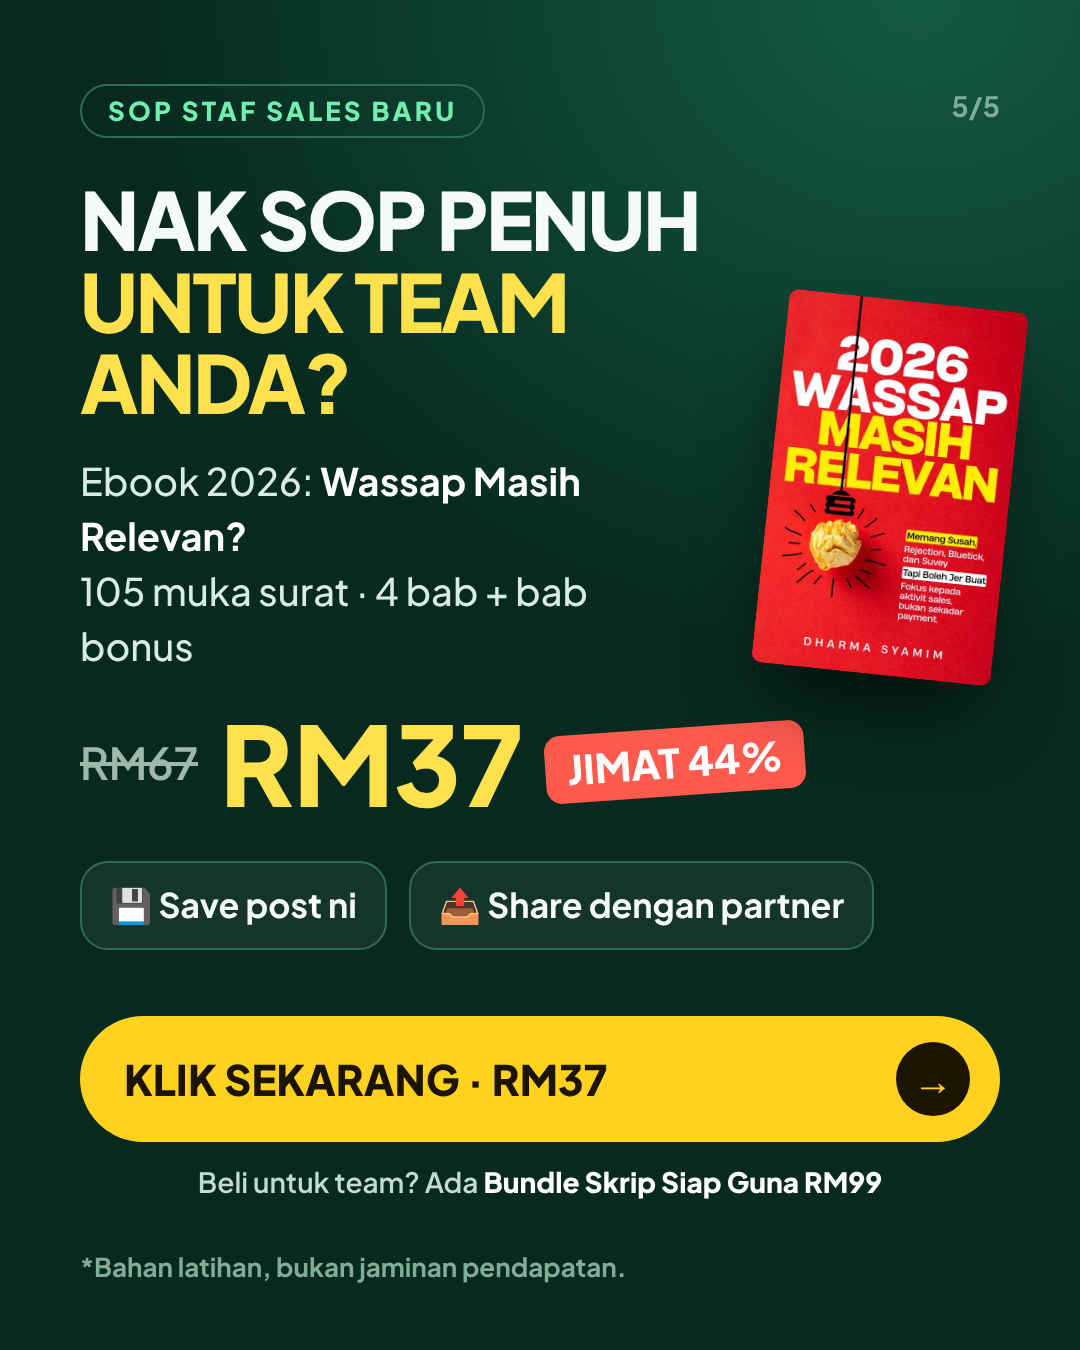 SOP STAF SALES BARU
5/5
NAK SOP PENUH
UNTUK TEAM
ANDA?
Ebook 2026: Wassap Masih
Relevan?
105 muka surat · 4 bab + bab
bonus
2026
WASSAP
MASIH
RELEVAN
Memang Susah,
Rejection, Bluetick,
dan Suvey
Tapi Boleh Jer Buat
Fokus kepada
aktivit sales,
bukan sekadar
payment.
DHARMA SYAMIM
RM67 RM37 JIMAT 44%
💾 Save post ni
📤 Share dengan partner
KLIK SEKARANG · RM37 →
Beli untuk team? Ada Bundle Skrip Siap Guna RM99
*Bahan latihan, bukan jaminan pendapatan.